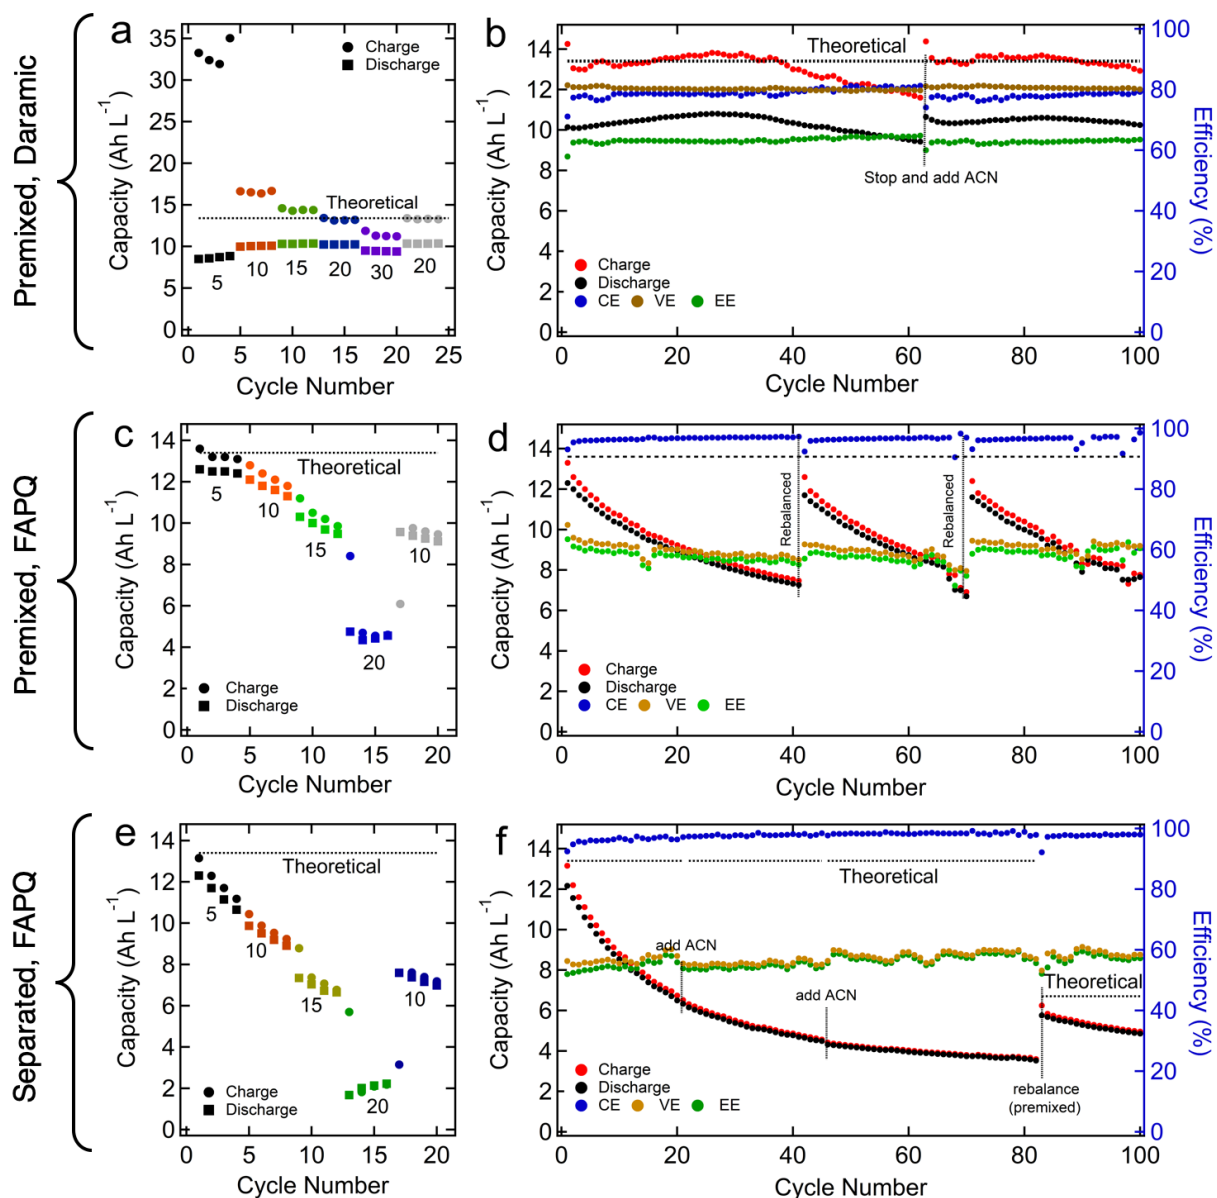 Premixed, Daramic
a
Capacity (Ah L⁻¹)
35
30
25
20
15
10
5
0
Charge
Discharge
Theoretical
5
10
15
20
30
20
0 5 10 15 20 25
Cycle Number
b
Capacity (Ah L⁻¹)
14
12
10
8
6
4
2
0
Theoretical
Stop and add ACN
Charge
Discharge
CE VE EE
100
80
60
40
20
0
Efficiency (%)
0 20 40 60 80 100
Cycle Number
Premixed, FAPQ
c
Capacity (Ah L⁻¹)
14
12
10
8
6
4
2
0
Theoretical
5
10
15
20
10
Charge
Discharge
0 5 10 15 20
Cycle Number
d
Capacity (Ah L⁻¹)
14
12
10
8
6
4
2
0
Rebalanced
Rebalanced
Charge
Discharge
CE VE EE
100
80
60
40
20
0
Efficiency (%)
0 20 40 60 80 100
Cycle Number
Separated, FAPQ
e
Capacity (Ah L⁻¹)
14
12
10
8
6
4
2
0
Theoretical
5
10
15
20
10
Charge
Discharge
0 5 10 15 20
Cycle Number
f
Capacity (Ah L⁻¹)
14
12
10
8
6
4
2
0
Theoretical
add ACN
add ACN
Theoretical
rebalance
(premixed)
Charge
Discharge
CE VE EE
100
80
60
40
20
0
Efficiency (%)
0 20 40 60 80 100
Cycle Number